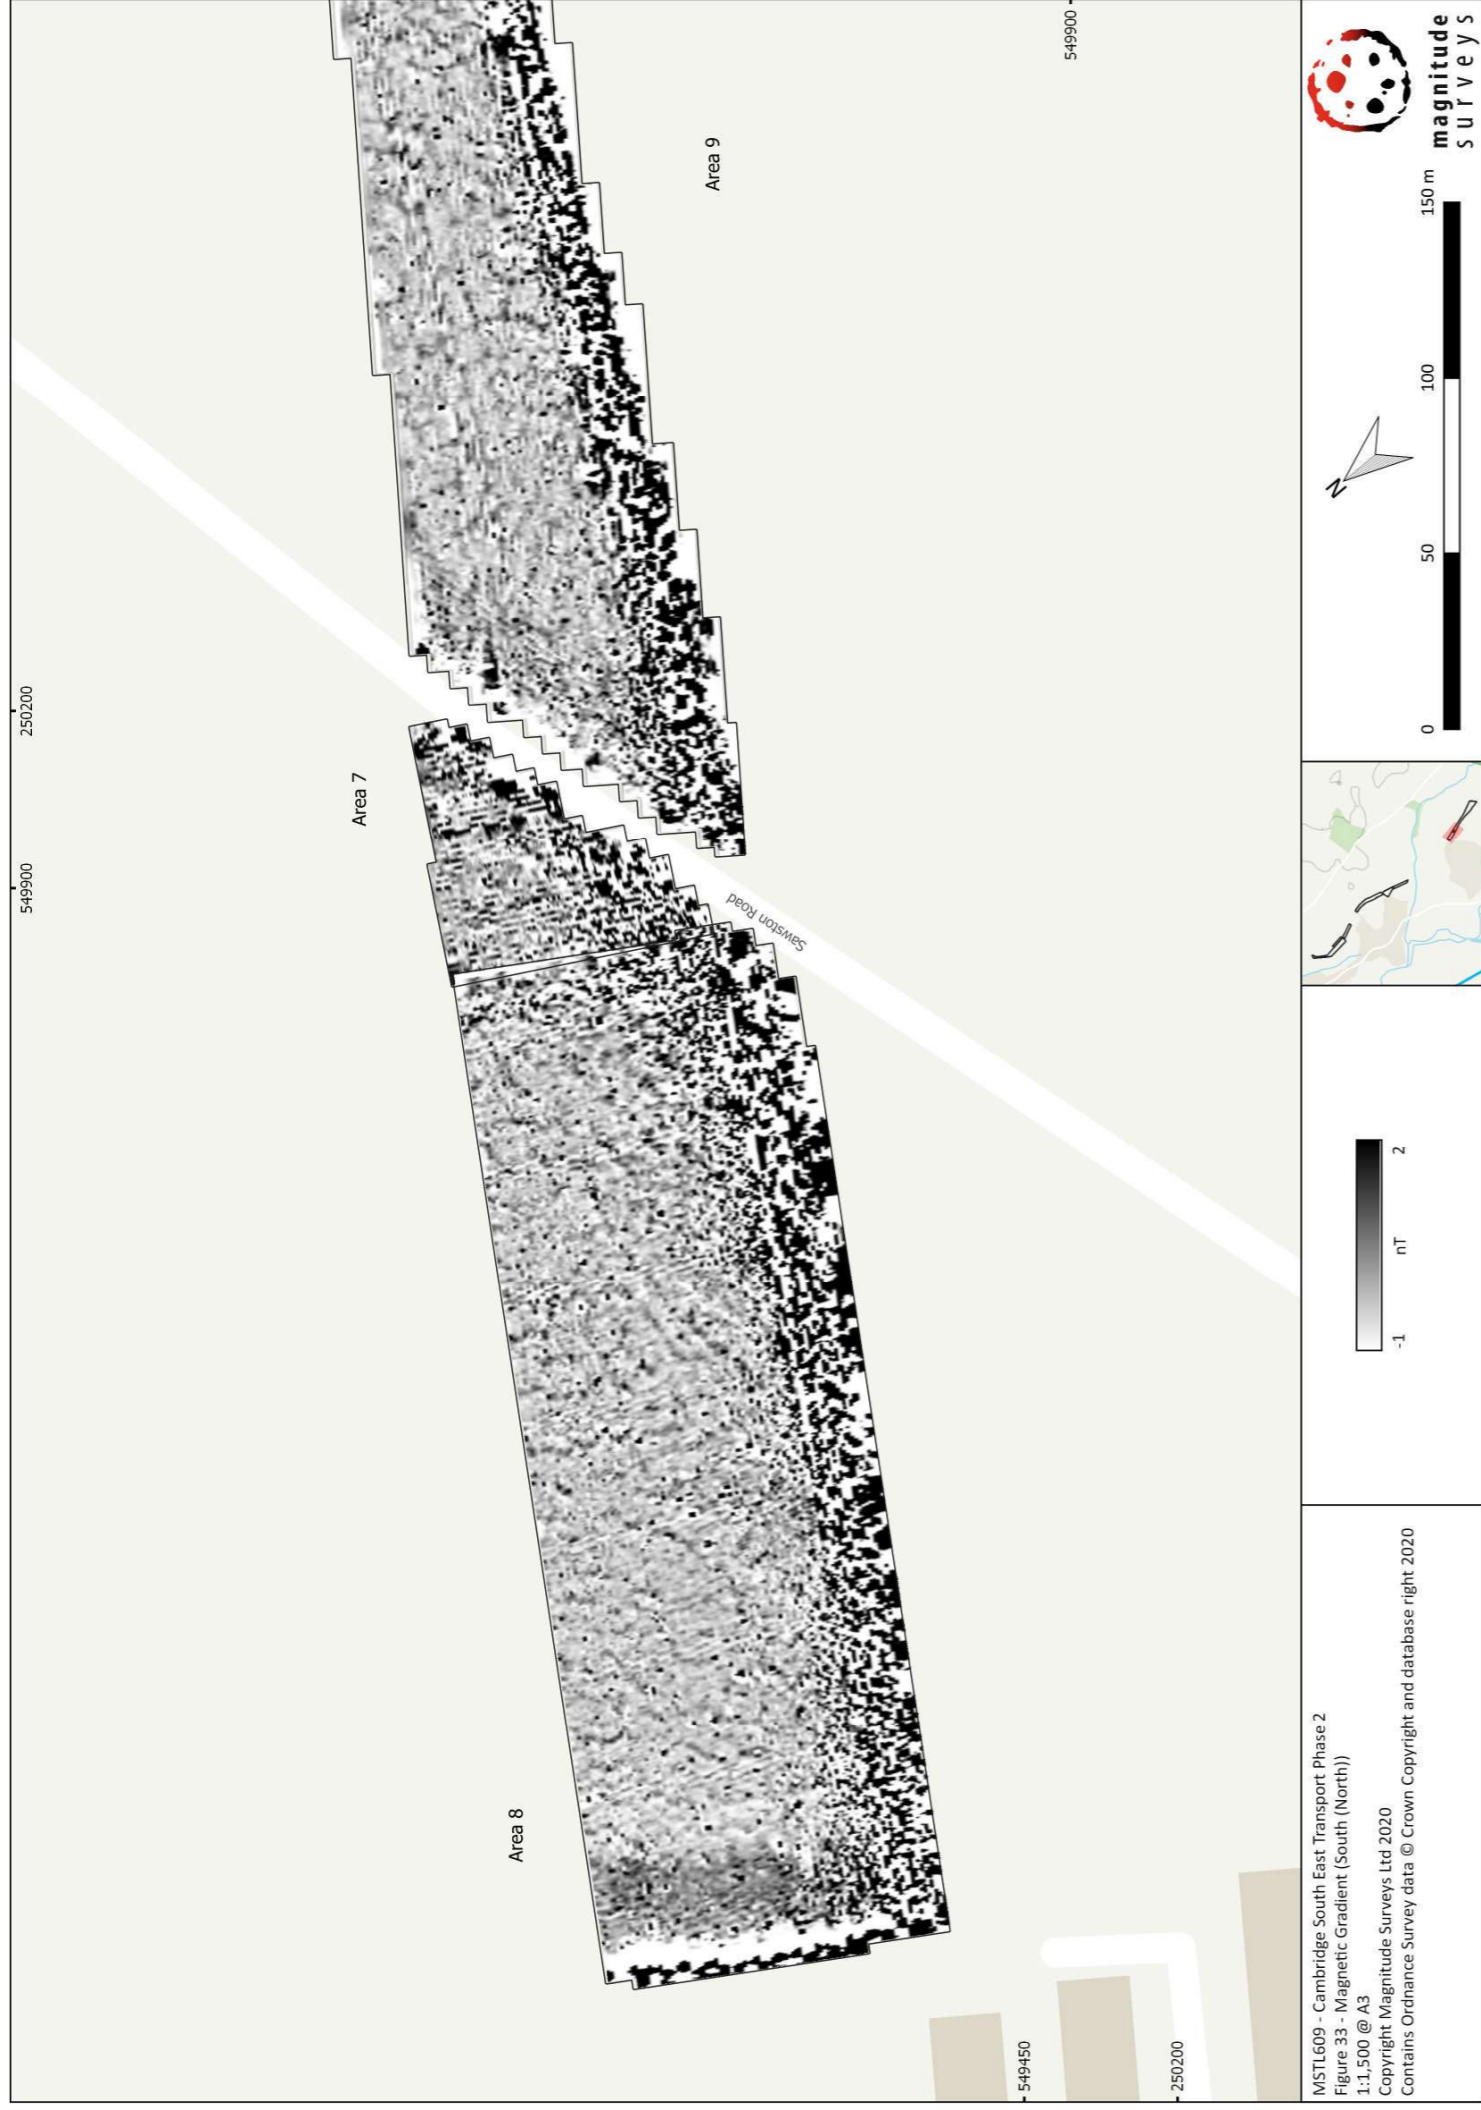 549900
250200
549900
Area 7
Area 9
Area 8
Sawston Road
549450
250200
MSTL609 - Cambridge South East Transport Phase 2
Figure 33 - Magnetic Gradient (South (North))
1:1,500 @ A3
Copyright Magnitude Surveys Ltd 2020
Contains Ordnance Survey data © Crown Copyright and database right 2020
-1
nT
2
N
0
50
100
150 m
magnitude
surveys